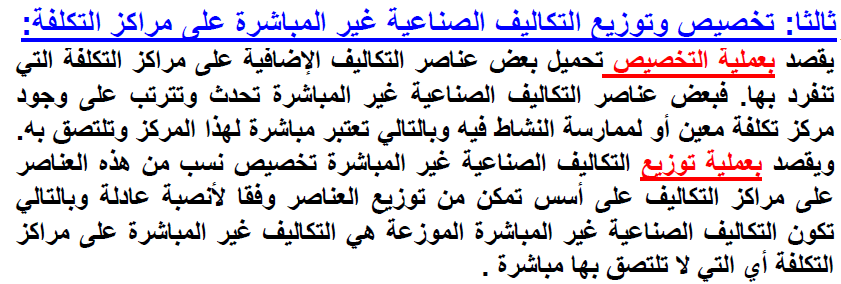 ثالثا: تخصيص وتوزيع التكاليف الصناعية غير المباشرة على مراكز التكلفة:
يقصد بعملية التخصيص تحميل بعض عناصر التكاليف الإضافية على مراكز التكلفة التي
تنفرد بها. فبعض عناصر التكاليف الصناعية غير المباشرة تحدث وتترتب على وجود
مركز تكلفة معين أو لممارسة النشاط فيه وبالتالي تعتبر مباشرة لهذا المركز وتلتصق به.
ويقصد بعملية توزيع التكاليف الصناعية غير المباشرة تخصيص نسب من هذه العناصر
على مراكز التكاليف على أسس تمكن من توزيع العناصر وفقا لأنصبة عادلة وبالتالي
تكون التكاليف الصناعية غير المباشرة الموزعة هي التكاليف غير المباشرة على مراكز
التكلفة أي التي لا تلتصق بها مباشرة .